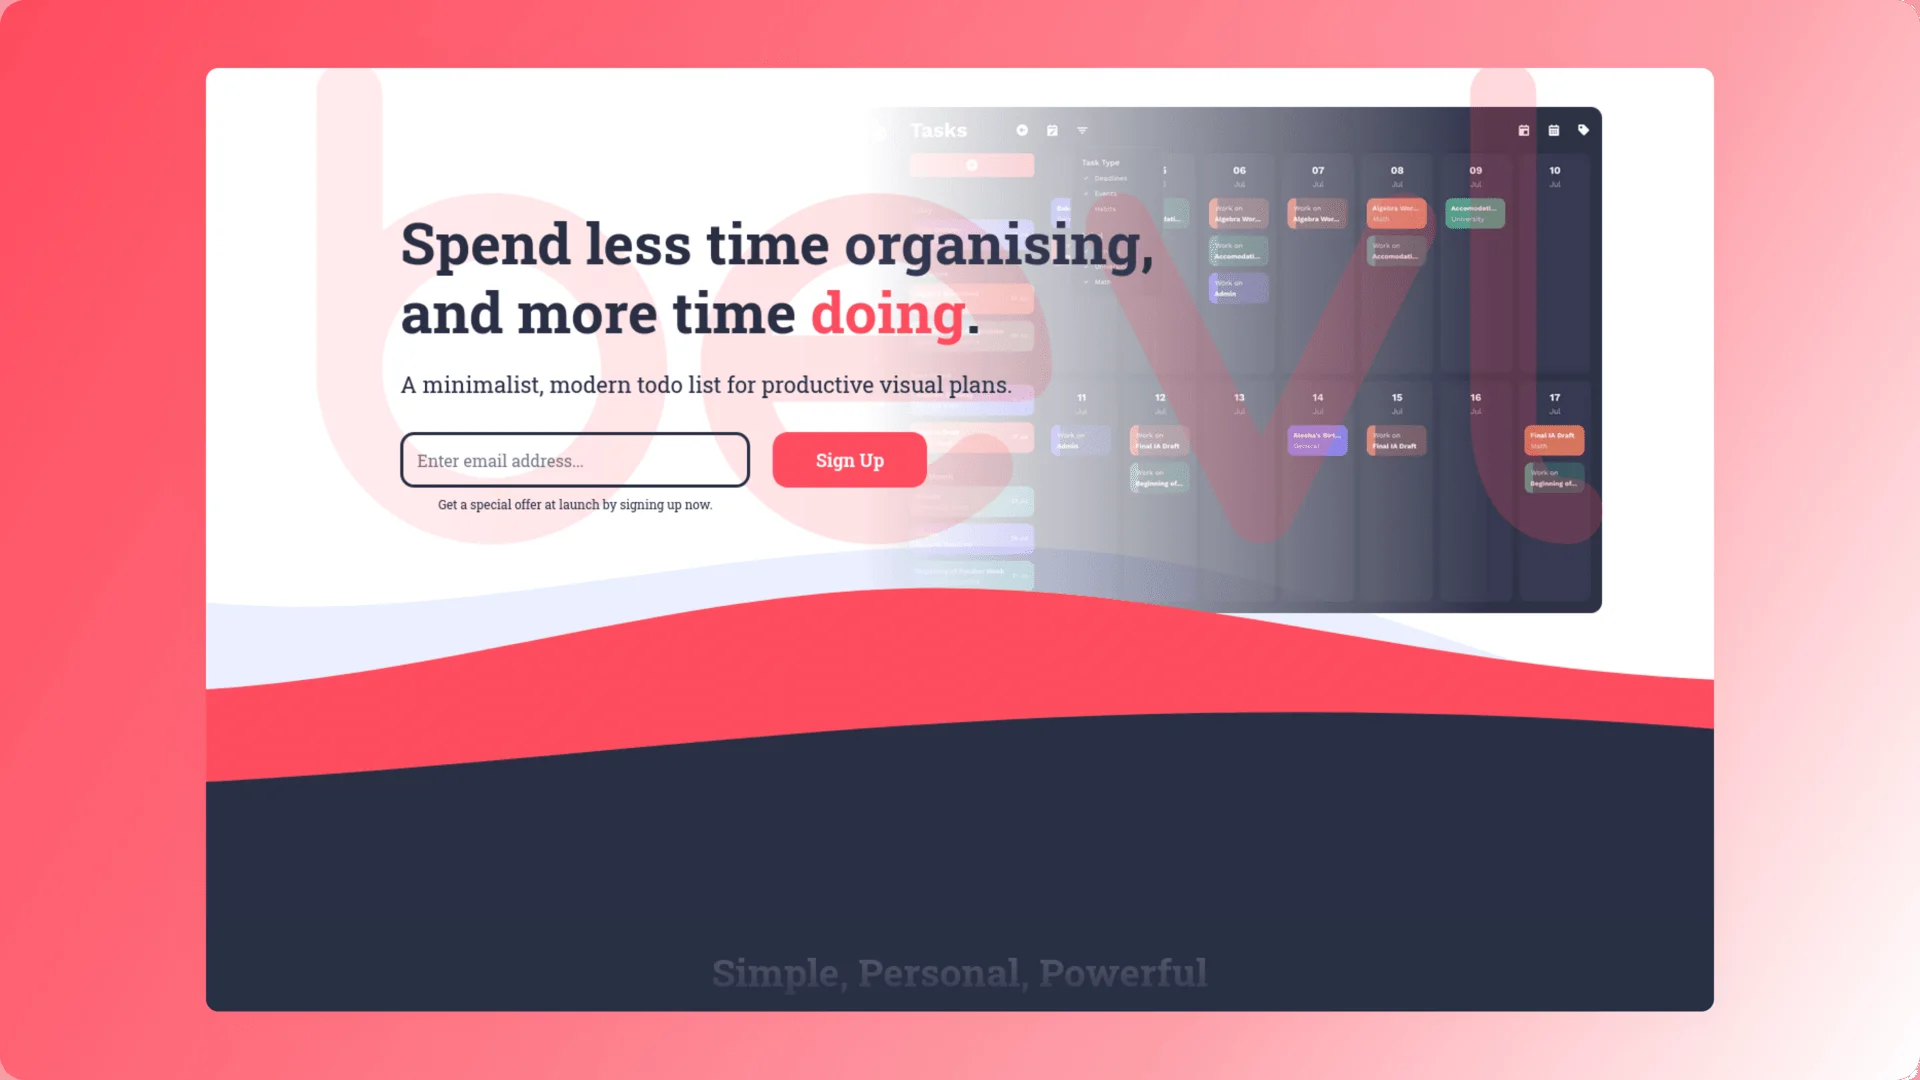 bevl
Tasks
Task Type
Deadlines
Events
Habits
Math
06 07 08 09 10
Jul Jul Jul Jul Jul
Work on
Algebra Wor...
Work on
Algebra Wor...
Algebra Wor...
Math
Accomodati...
University
Work on
Accomodati...
Work on
Accomodati...
Work on
Admin
Spend less time organising,
and more time doing.
A minimalist, modern todo list for productive visual plans.
Enter email address...
Sign Up
Get a special offer at launch by signing up now.
11 12 13 14 15 16 17
Jul Jul Jul Jul Jul Jul Jul
Work on
Admin
Work on
Final IA Draft
General
Work on
Final IA Draft
Final IA Draft
Math
Work on
Beginning of...
Work on
Beginning of...
Simple, Personal, Powerful